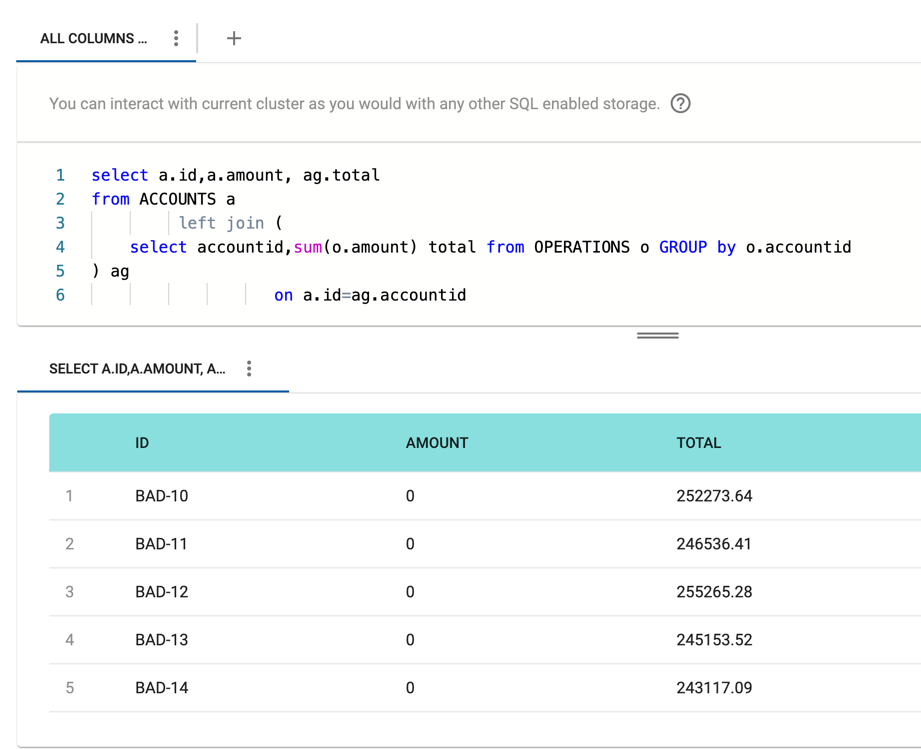 ALL COLUMNS ...
You can interact with current cluster as you would with any other SQL enabled storage. ?
1 select a.id,a.amount, ag.total
2 from ACCOUNTS a
3 left join (
4 select accountid,sum(o.amount) total from OPERATIONS o GROUP by o.accountid
5 ) ag
6 on a.id=ag.accountid
SELECT A.ID,A.AMOUNT, A...
ID AMOUNT TOTAL
1 BAD-10 0 252273.64
2 BAD-11 0 246536.41
3 BAD-12 0 255265.28
4 BAD-13 0 245153.52
5 BAD-14 0 243117.09